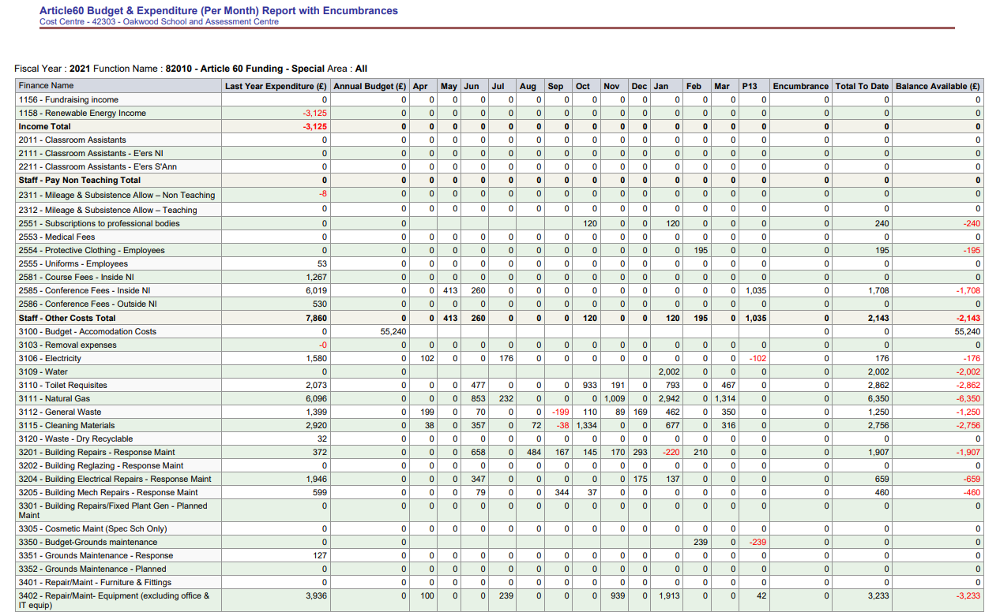 Article60 Budget & Expenditure (Per Month) Report with Encumbrances
Cost Centre - 42303 - Oakwood School and Assessment Centre
Fiscal Year : 2021 Function Name : 82010 - Article 60 Funding - Special Area : All
Finance Name Last Year Expenditure (£) Annual Budget (£) Apr May Jun Jul Aug Sep Oct Nov Dec Jan Feb Mar P13 Encumbrance Total To Date Balance Available (£)
1156 - Fundraising income 0 0 0 0 0 0 0 0 0 0 0 0 0 0 0 0 0 0
1158 - Renewable Energy Income -3,125 0 0 0 0 0 0 0 0 0 0 0 0 0 0 0 0 0
Income Total -3,125 0 0 0 0 0 0 0 0 0 0 0 0 0 0 0 0 0
2011 - Classroom Assistants 0 0 0 0 0 0 0 0 0 0 0 0 0 0 0 0 0 0
2111 - Classroom Assistants - E'ers NI 0 0 0 0 0 0 0 0 0 0 0 0 0 0 0 0 0 0
2211 - Classroom Assistants - E'ers S'Ann 0 0 0 0 0 0 0 0 0 0 0 0 0 0 0 0 0 0
Staff - Pay Non Teaching Total 0 0 0 0 0 0 0 0 0 0 0 0 0 0 0 0 0 0
2311 - Mileage & Subsistence Allow – Non Teaching -8 0 0 0 0 0 0 0 0 0 0 0 0 0 0 0 0 0
2312 - Mileage & Subsistence Allow – Teaching 0 0 0 0 0 0 0 0 0 0 0 0 0 0 0 0 0 0
2551 - Subscriptions to professional bodies 0 0 120 0 0 120 0 0 0 0 240 -240
2553 - Medical Fees 0 0 0 0 0 0 0 0 0 0 0 0 0 0 0 0 0 0
2554 - Protective Clothing - Employees 0 0 0 0 0 0 0 0 0 0 0 0 195 0 0 0 195 -195
2555 - Uniforms - Employees 53 0 0 0 0 0 0 0 0 0 0 0 0 0 0 0 0 0
2581 - Course Fees - Inside NI 1,267 0 0 0 0 0 0 0 0 0 0 0 0 0 0 0 0 0
2585 - Conference Fees - Inside NI 6,019 0 0 413 260 0 0 0 0 0 0 0 0 0 1,035 0 1,708 -1,708
2586 - Conference Fees - Outside NI 530 0 0 0 0 0 0 0 0 0 0 0 0 0 0 0 0 0
Staff - Other Costs Total 7,860 0 0 413 260 0 0 0 120 0 0 120 195 0 1,035 0 2,143 -2,143
3100 - Budget - Accomodation Costs 0 55,240 0 0 55,240
3103 - Removal expenses -0 0 0 0 0 0 0 0 0 0 0 0 0 0 0 0 0 0
3106 - Electricity 1,580 0 102 0 0 176 0 0 0 0 0 0 0 0 -102 0 176 -176
3109 - Water 0 0 2,002 0 0 0 0 2,002 -2,002
3110 - Toilet Requisites 2,073 0 0 0 477 0 0 0 933 191 0 793 0 467 0 0 2,862 -2,862
3111 - Natural Gas 6,096 0 0 0 853 232 0 0 0 1,009 0 2,942 0 1,314 0 0 6,350 -6,350
3112 - General Waste 1,399 0 199 0 70 0 0 -199 110 89 169 462 0 350 0 0 1,250 -1,250
3115 - Cleaning Materials 2,920 0 38 0 357 0 72 -38 1,334 0 0 677 0 316 0 0 2,756 -2,756
3120 - Waste - Dry Recyclable 32 0 0 0 0 0 0 0 0 0 0 0 0 0 0 0 0 0
3201 - Building Repairs - Response Maint 372 0 0 0 658 0 484 167 145 170 293 -220 210 0 0 0 1,907 -1,907
3202 - Building Reglazing - Response Maint 0 0 0 0 0 0 0 0 0 0 0 0 0 0 0 0 0 0
3204 - Building Electrical Repairs - Response Maint 1,946 0 0 0 347 0 0 0 0 0 175 137 0 0 0 0 659 -659
3205 - Building Mech Repairs - Response Maint 599 0 0 0 79 0 0 344 37 0 0 0 0 0 0 0 460 -460
3301 - Building Repairs/Fixed Plant Gen - Planned 0 0 0 0 0 0 0 0 0 0 0 0 0 0 0 0 0 0
Maint
3305 - Cosmetic Maint (Spec Sch Only) 0 0 0 0 0 0 0 0 0 0 0 0 0 0 0 0 0 0
3350 - Budget-Grounds maintenance 0 0 239 0 -239 0 0 0
3351 - Grounds Maintenance - Response 127 0 0 0 0 0 0 0 0 0 0 0 0 0 0 0 0 0
3352 - Grounds Maintenance - Planned 0 0 0 0 0 0 0 0 0 0 0 0 0 0 0 0 0 0
3401 - Repair/Maint - Furniture & Fittings 0 0 0 0 0 0 0 0 0 0 0 0 0 0 0 0 0 0
3402 - Repair/Maint- Equipment (excluding office & 3,936 0 100 0 0 239 0 0 0 939 0 1,913 0 0 42 0 3,233 -3,233
IT equip)